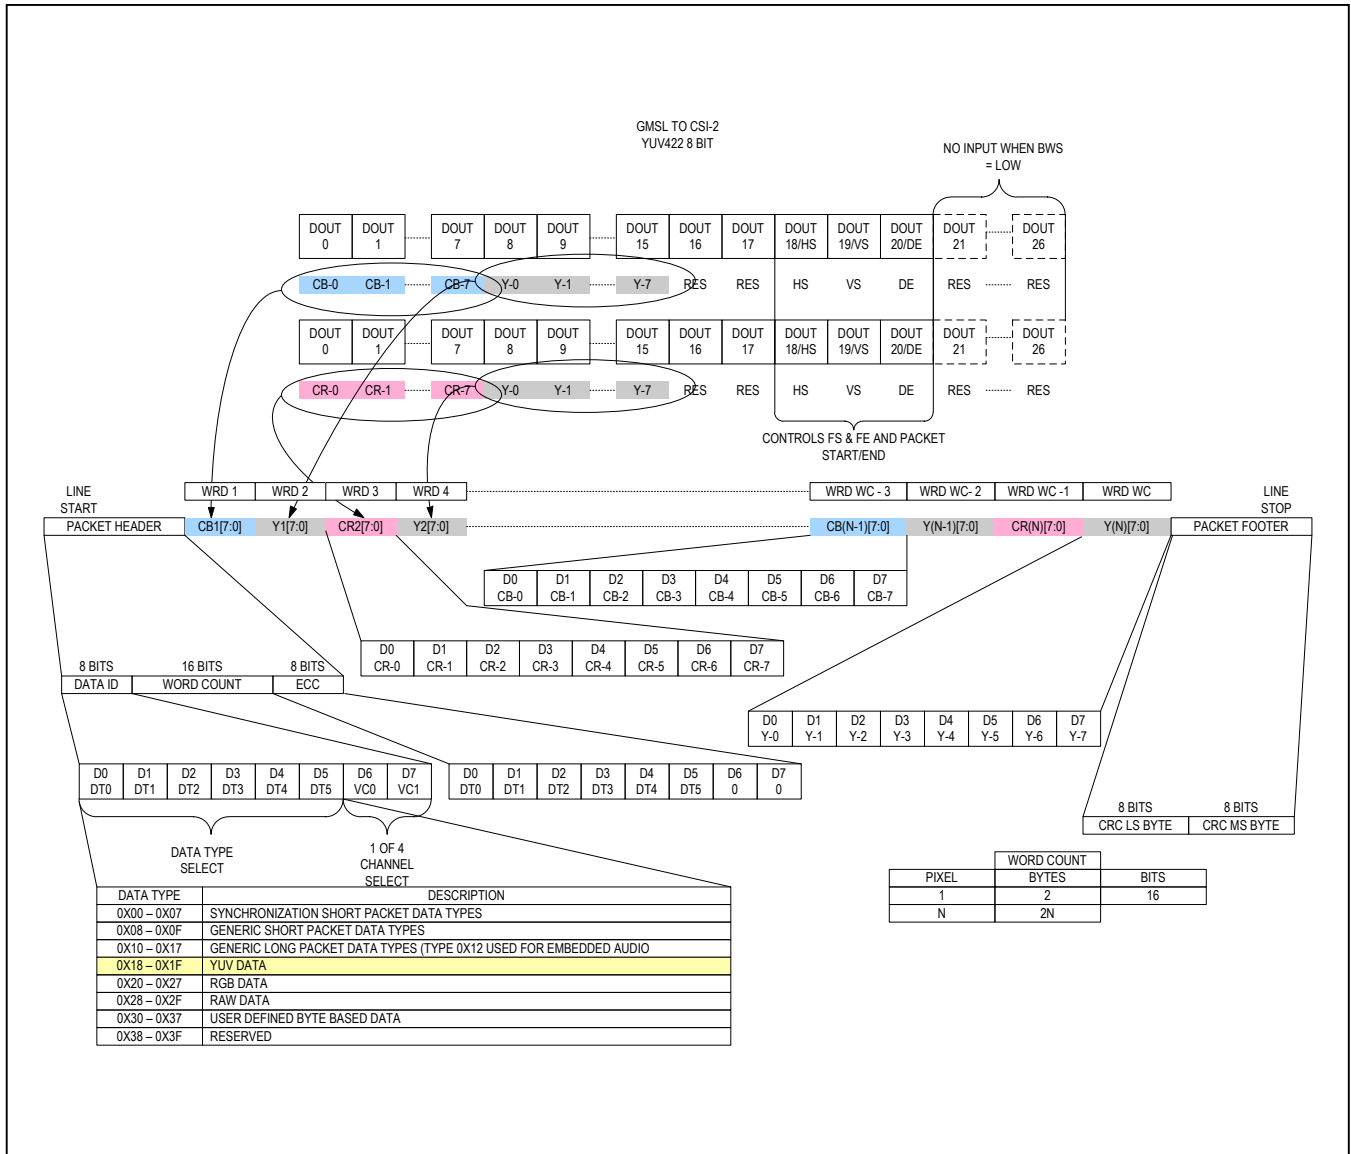 GMSL TO CSI-2
YUV422 8 BIT
NO INPUT WHEN BWS
= LOW
DOUT DOUT DOUT DOUT DOUT DOUT DOUT DOUT DOUT DOUT DOUT DOUT DOUT
0 1 7 8 9 15 16 17 18/HS 19/VS 20/DE 21 26
CB-0 CB-1 CB-7 Y-0 Y-1 Y-7 RES RES HS VS DE RES RES
DOUT DOUT DOUT DOUT DOUT DOUT DOUT DOUT DOUT DOUT DOUT DOUT DOUT
0 1 7 8 9 15 16 17 18/HS 19/VS 20/DE 21 26
CR-0 CR-1 CR-7 Y-0 Y-1 Y-7 RES RES HS VS DE RES RES
CONTROLS FS & FE AND PACKET
START/END
LINE
START
WRD 1 WRD 2 WRD 3 WRD 4 WRD WC - 3 WRD WC- 2 WRD WC -1 WRD WC
LINE
STOP
PACKET HEADER CB1[7:0] Y1[7:0] CR2[7:0] Y2[7:0] CB(N-1)[7:0] Y(N-1)[7:0] CR(N)[7:0] Y(N)[7:0] PACKET FOOTER
D0 D1 D2 D3 D4 D5 D6 D7
CB-0 CB-1 CB-2 CB-3 CB-4 CB-5 CB-6 CB-7
D0 D1 D2 D3 D4 D5 D6 D7
CR-0 CR-1 CR-2 CR-3 CR-4 CR-5 CR-6 CR-7
8 BITS 16 BITS 8 BITS
DATA ID WORD COUNT ECC
D0 D1 D2 D3 D4 D5 D6 D7
Y-0 Y-1 Y-2 Y-3 Y-4 Y-5 Y-6 Y-7
D0 D1 D2 D3 D4 D5 D6 D7
DT0 DT1 DT2 DT3 DT4 DT5 VC0 VC1
D0 D1 D2 D3 D4 D5 D6 D7
DT0 DT1 DT2 DT3 DT4 DT5 0 0
8 BITS 8 BITS
CRC LS BYTE CRC MS BYTE
DATA TYPE
SELECT
1 OF 4
CHANNEL
SELECT
WORD COUNT
PIXEL BYTES BITS
1 2 16
N 2N
DATA TYPE DESCRIPTION
0X00 – 0X07 SYNCHRONIZATION SHORT PACKET DATA TYPES
0X08 – 0X0F GENERIC SHORT PACKET DATA TYPES
0X10 – 0X17 GENERIC LONG PACKET DATA TYPES (TYPE 0X12 USED FOR EMBEDDED AUDIO
0X18 – 0X1F YUV DATA
0X20 – 0X27 RGB DATA
0X28 – 0X2F RAW DATA
0X30 – 0X37 USER DEFINED BYTE BASED DATA
0X38 – 0X3F RESERVED